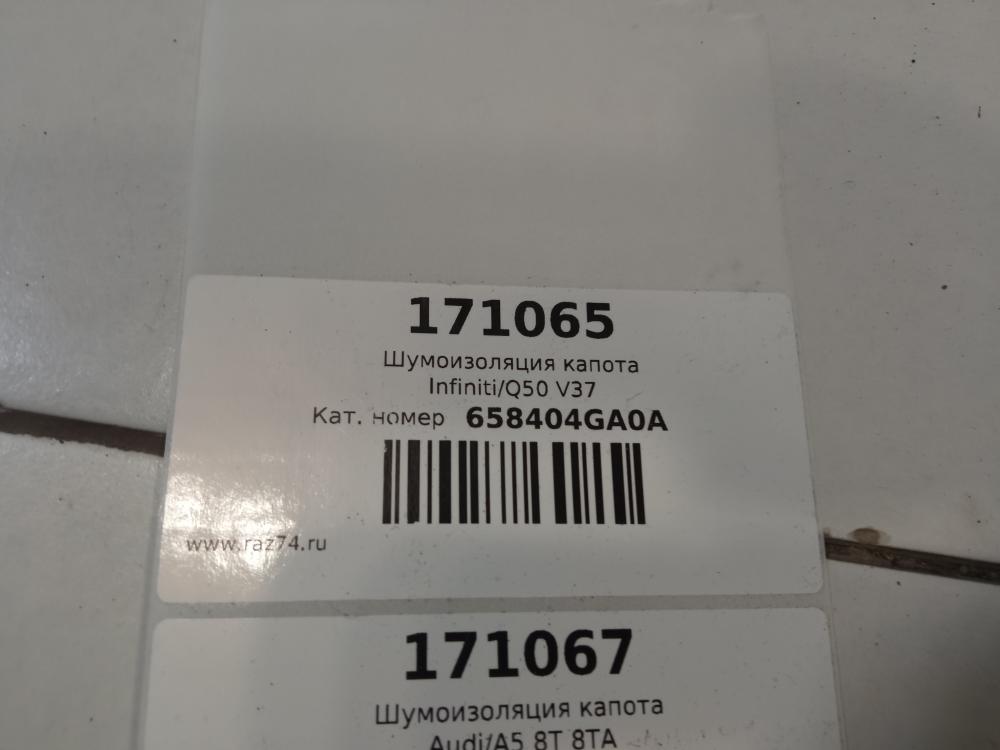 171065
Шумоизоляция капота
Infiniti/Q50 V37
Кат. номер 658404GA0A
www.raz74.ru
171067
Шумоизоляция капота
Audi/A5 8T 8TA